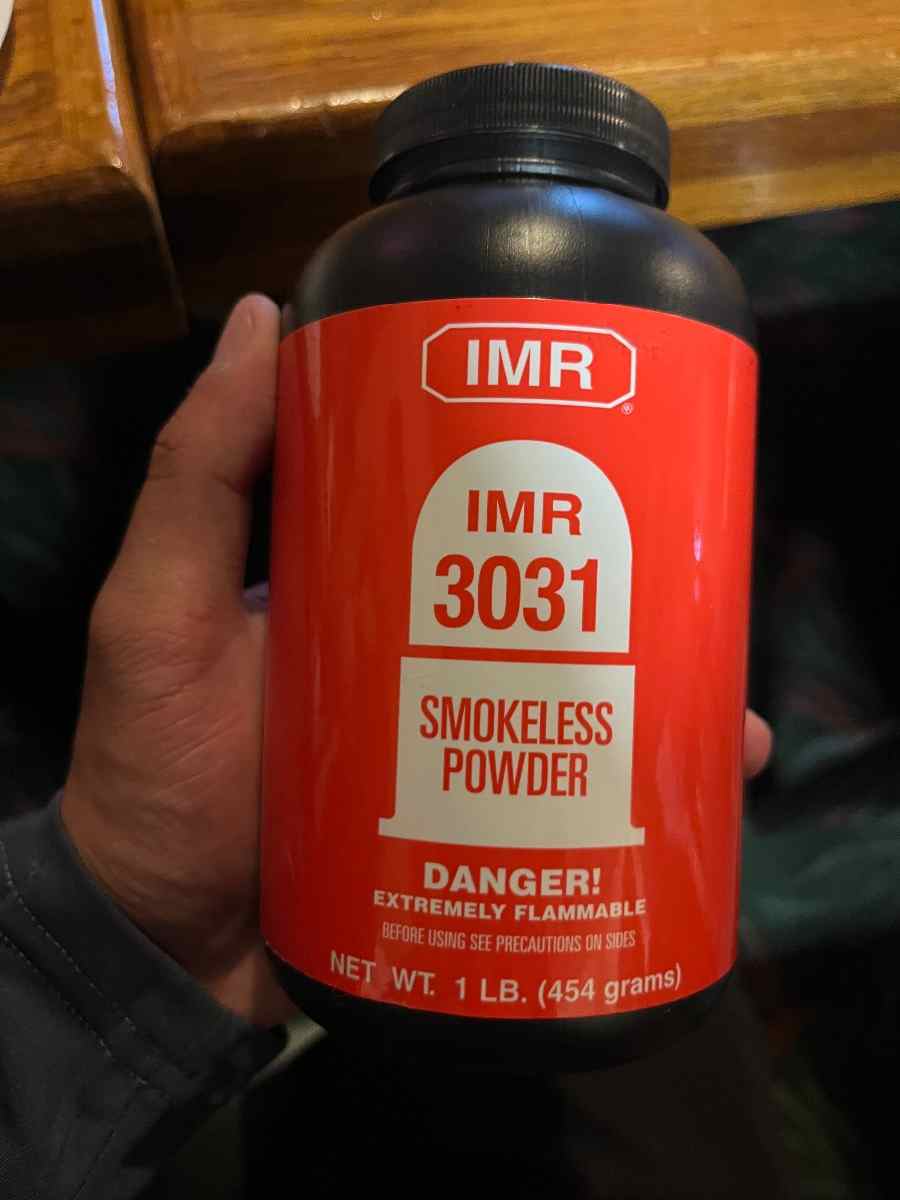 IMR
®
IMR
3031
SMOKELESS
POWDER
DANGER!
EXTREMELY FLAMMABLE
BEFORE USING SEE PRECAUTIONS ON SIDES
NET WT. 1 LB. (454 grams)